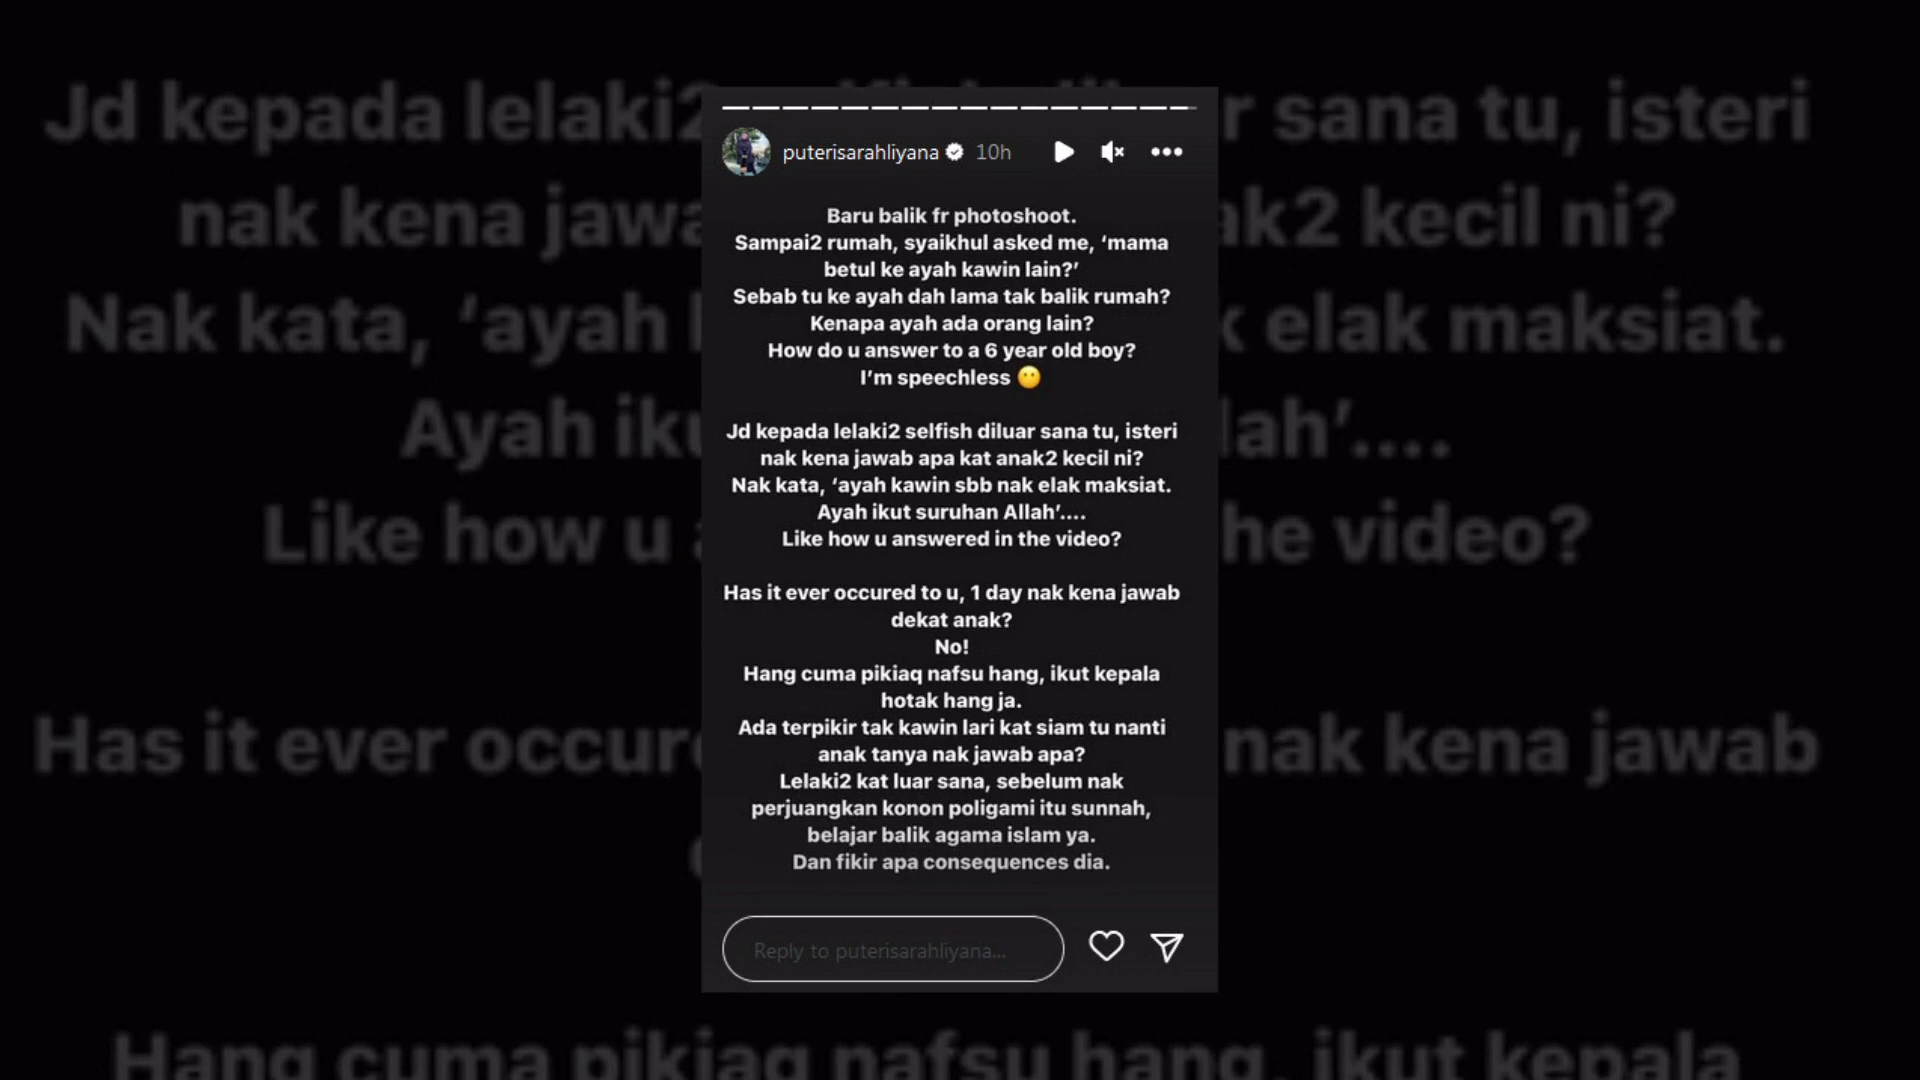 puterisarahliyana 10h
Baru balik fr photoshoot.
Sampai2 rumah, syaikhul asked me, ‘mama
betul ke ayah kawin lain?’
Sebab tu ke ayah dah lama tak balik rumah?
Kenapa ayah ada orang lain?
How do u answer to a 6 year old boy?
I’m speechless 😶
Jd kepada lelaki2 selfish diluar sana tu, isteri
nak kena jawab apa kat anak2 kecil ni?
Nak kata, ‘ayah kawin sbb nak elak maksiat.
Ayah ikut suruhan Allah’....
Like how u answered in the video?
Has it ever occured to u, 1 day nak kena jawab
dekat anak?
No!
Hang cuma pikiaq nafsu hang, ikut kepala
hotak hang ja.
Ada terpikir tak kawin lari kat siam tu nanti
anak tanya nak jawab apa?
Lelaki2 kat luar sana, sebelum nak
perjuangkan konon poligami itu sunnah,
belajar balik agama islam ya.
Dan fikir apa consequences dia.
Reply to puterisarahliyana...